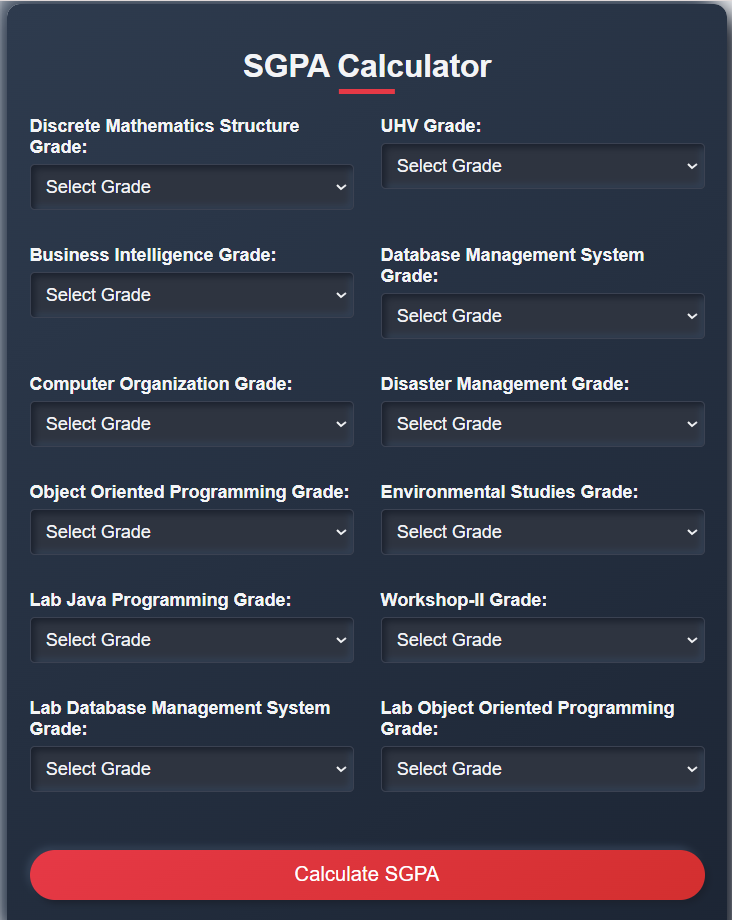 SGPA Calculator
Discrete Mathematics Structure
Grade:
Select Grade
UHV Grade:
Select Grade
Business Intelligence Grade:
Select Grade
Database Management System
Grade:
Select Grade
Computer Organization Grade:
Select Grade
Disaster Management Grade:
Select Grade
Object Oriented Programming Grade:
Select Grade
Environmental Studies Grade:
Select Grade
Lab Java Programming Grade:
Select Grade
Workshop-II Grade:
Select Grade
Lab Database Management System
Grade:
Select Grade
Lab Object Oriented Programming
Grade:
Select Grade
Calculate SGPA